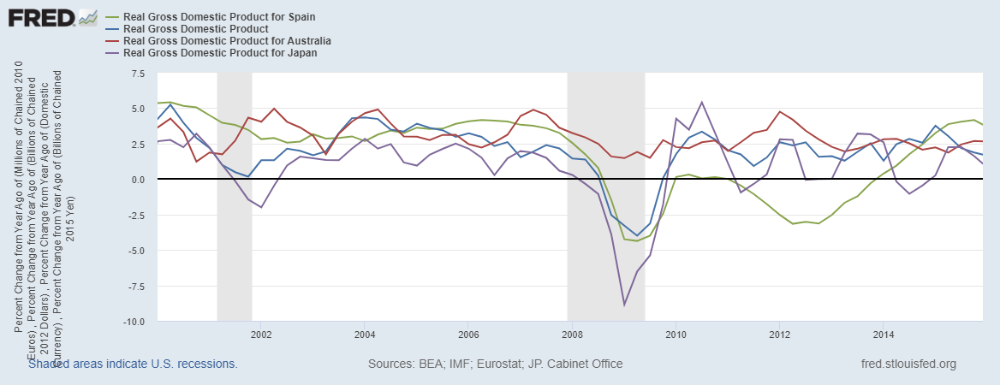 FRED
Real Gross Domestic Product for Spain
Real Gross Domestic Product
Real Gross Domestic Product for Australia
Real Gross Domestic Product for Japan
Percent Change from Year Ago of (Millions of Chained 2010
Euros) , Percent Change from Year Ago of (Billions of Chained
2012 Dollars) , Percent Change from Year Ago of (Domestic
Currency) , Percent Change from Year Ago of (Billions of Chained
2015 Yen)
7.5
5.0
2.5
0.0
-2.5
-5.0
-7.5
-10.0
2002 2004 2006 2008 2010 2012 2014
Shaded areas indicate U.S. recessions. Sources: BEA; IMF; Eurostat; JP. Cabinet Office fred.stlouisfed.org